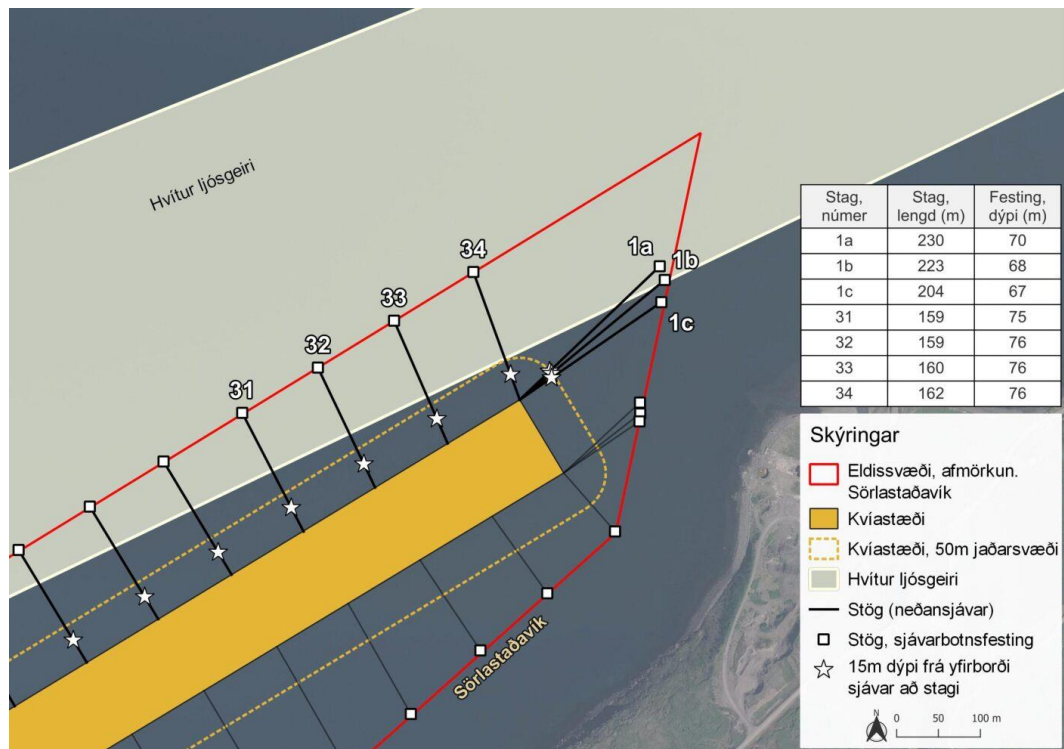 Hvítur ljósgeiri
34
33
32
31
1a
1b
1c
Sörlastaðavík
Stag, númer Stag, lengd (m) Festing, dýpi (m)
1a 230 70
1b 223 68
1c 204 67
31 159 75
32 159 76
33 160 76
34 162 76
Skýringar
Eldissvæði, afmörkun.
Sörlastaðavík
Kvíastæði
Kvíastæði, 50m jaðarsvæði
Hvítur ljósgeiri
Stög (neðansjávar)
Stög, sjávarbotnsfesting
15m dýpi frá yfirborði
sjávar að stagi
N
0 50 100 m